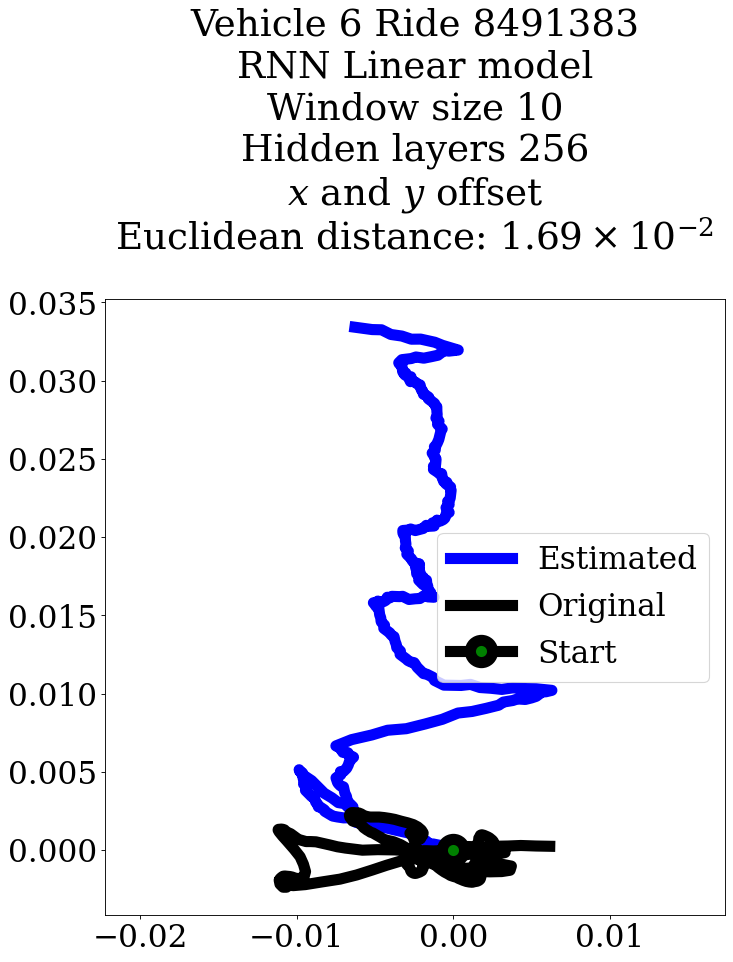 Vehicle 6 Ride 8491383
RNN Linear model
Window size 10
Hidden layers 256
x and y offset
Euclidean distance: 1.69 × 10⁻²
0.035
0.030
0.025
0.020
0.015
0.010
0.005
0.000
Estimated
Original
Start
−0.02 −0.01 0.00 0.01